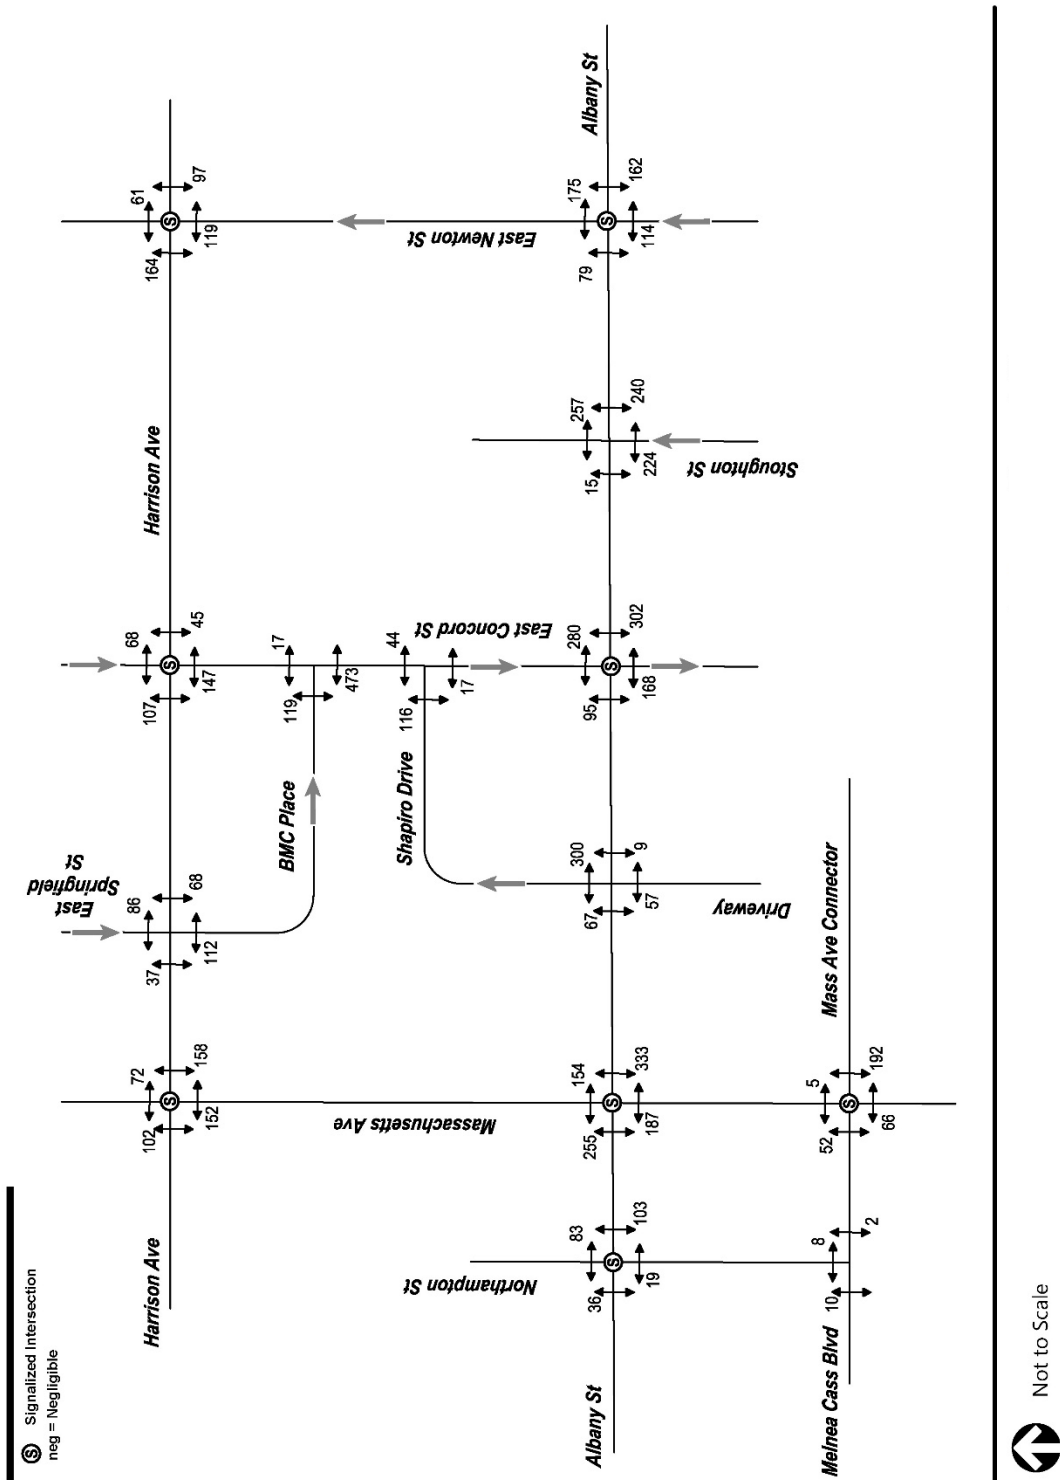 Albany St
61
97
164
119
175
162
79
114
East Newton St
Harrison Ave
257
240
15
224
Stoughton St
68
45
107
147
17
119
473
44
116
17
East Concord St
280
302
95
168
East
Springfield
St
86
68
37
112
BMC Place
Shapiro Drive
300
9
67
57
Driveway
Mass Ave Connector
72
158
102
152
Massachusetts Ave
154
333
255
187
5
192
52
66
Harrison Ave
Northampton St
83
103
36
19
8
2
10
Albany St
Melnea Cass Blvd
S Signalized Intersection
neg = Negligible
Not to Scale
S
S
S
S
S
S
S
S